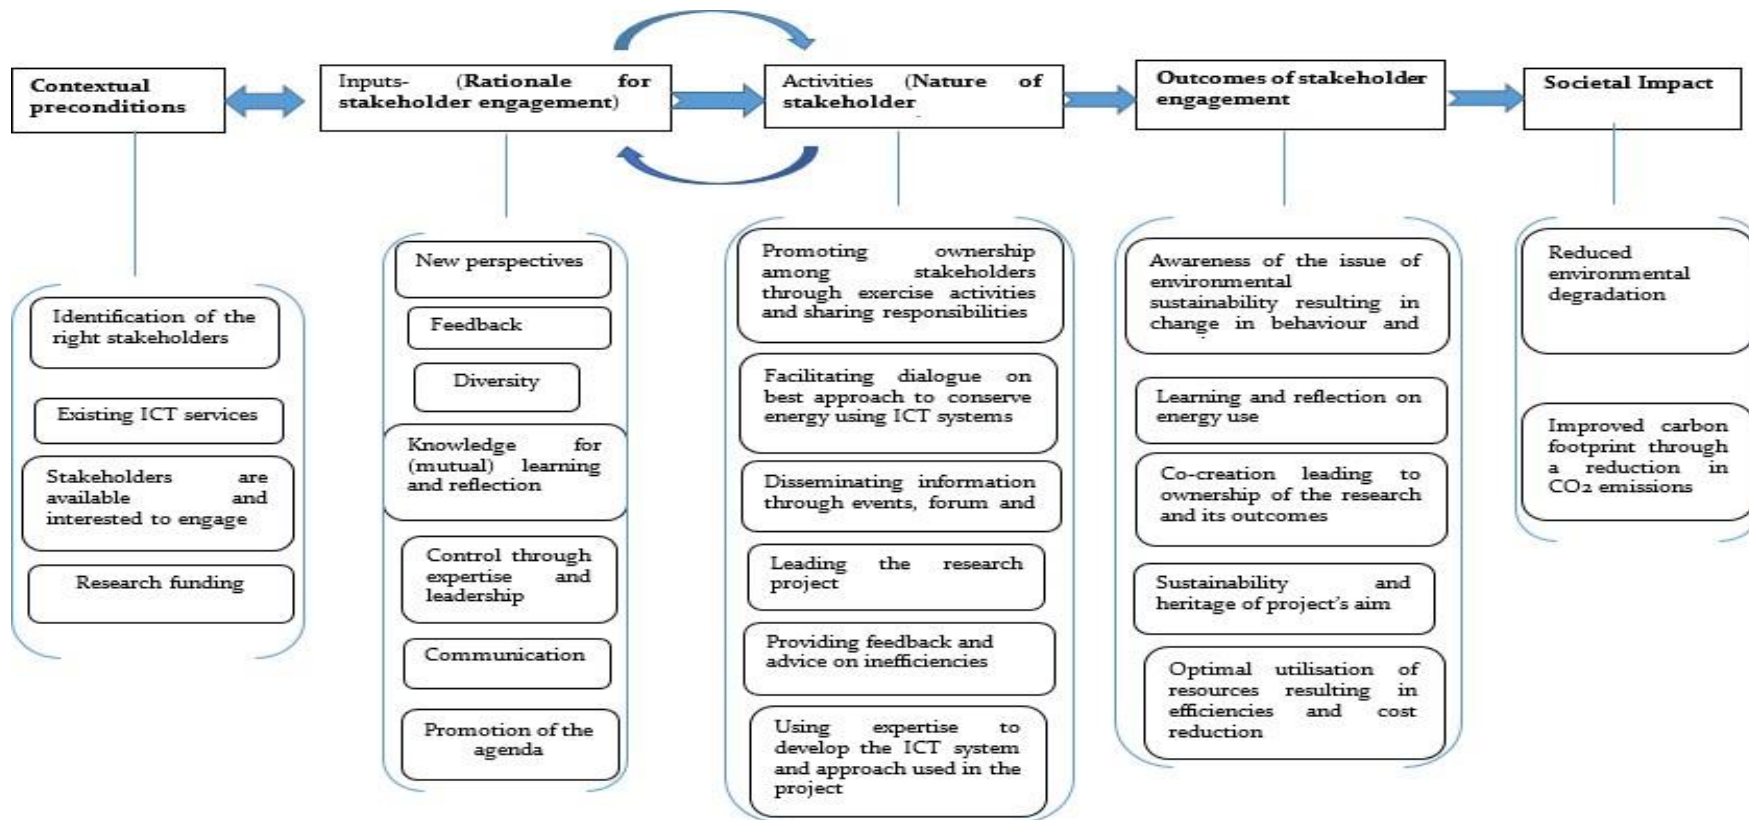 Contextual
preconditions
Inputs- (Rationale for
stakeholder engagement)
Activities (Nature of
stakeholder
Outcomes of stakeholder
engagement
Societal Impact
Identification of the
right stakeholders
Existing ICT services
Stakeholders are
available and
interested to engage
Research funding
New perspectives
Feedback
Diversity
Knowledge for
(mutual) learning
and reflection
Control through
expertise and
leadership
Communication
Promotion of the
agenda
Promoting ownership
among stakeholders
through exercise activities
and sharing responsibilities
Facilitating dialogue on
best approach to conserve
energy using ICT systems
Disseminating information
through events, forum and
Leading the research
project
Providing feedback and
advice on inefficiencies
Using expertise to
develop the ICT system
and approach used in the
project
Awareness of the issue of
environmental
sustainability resulting in
change in behaviour and
Learning and reflection on
energy use
Co-creation leading to
ownership of the research
and its outcomes
Sustainability and
heritage of project's aim
Optimal utilisation of
resources resulting in
efficiencies and cost
reduction
Reduced
environmental
degradation
Improved carbon
footprint through
a reduction in
CO2 emissions